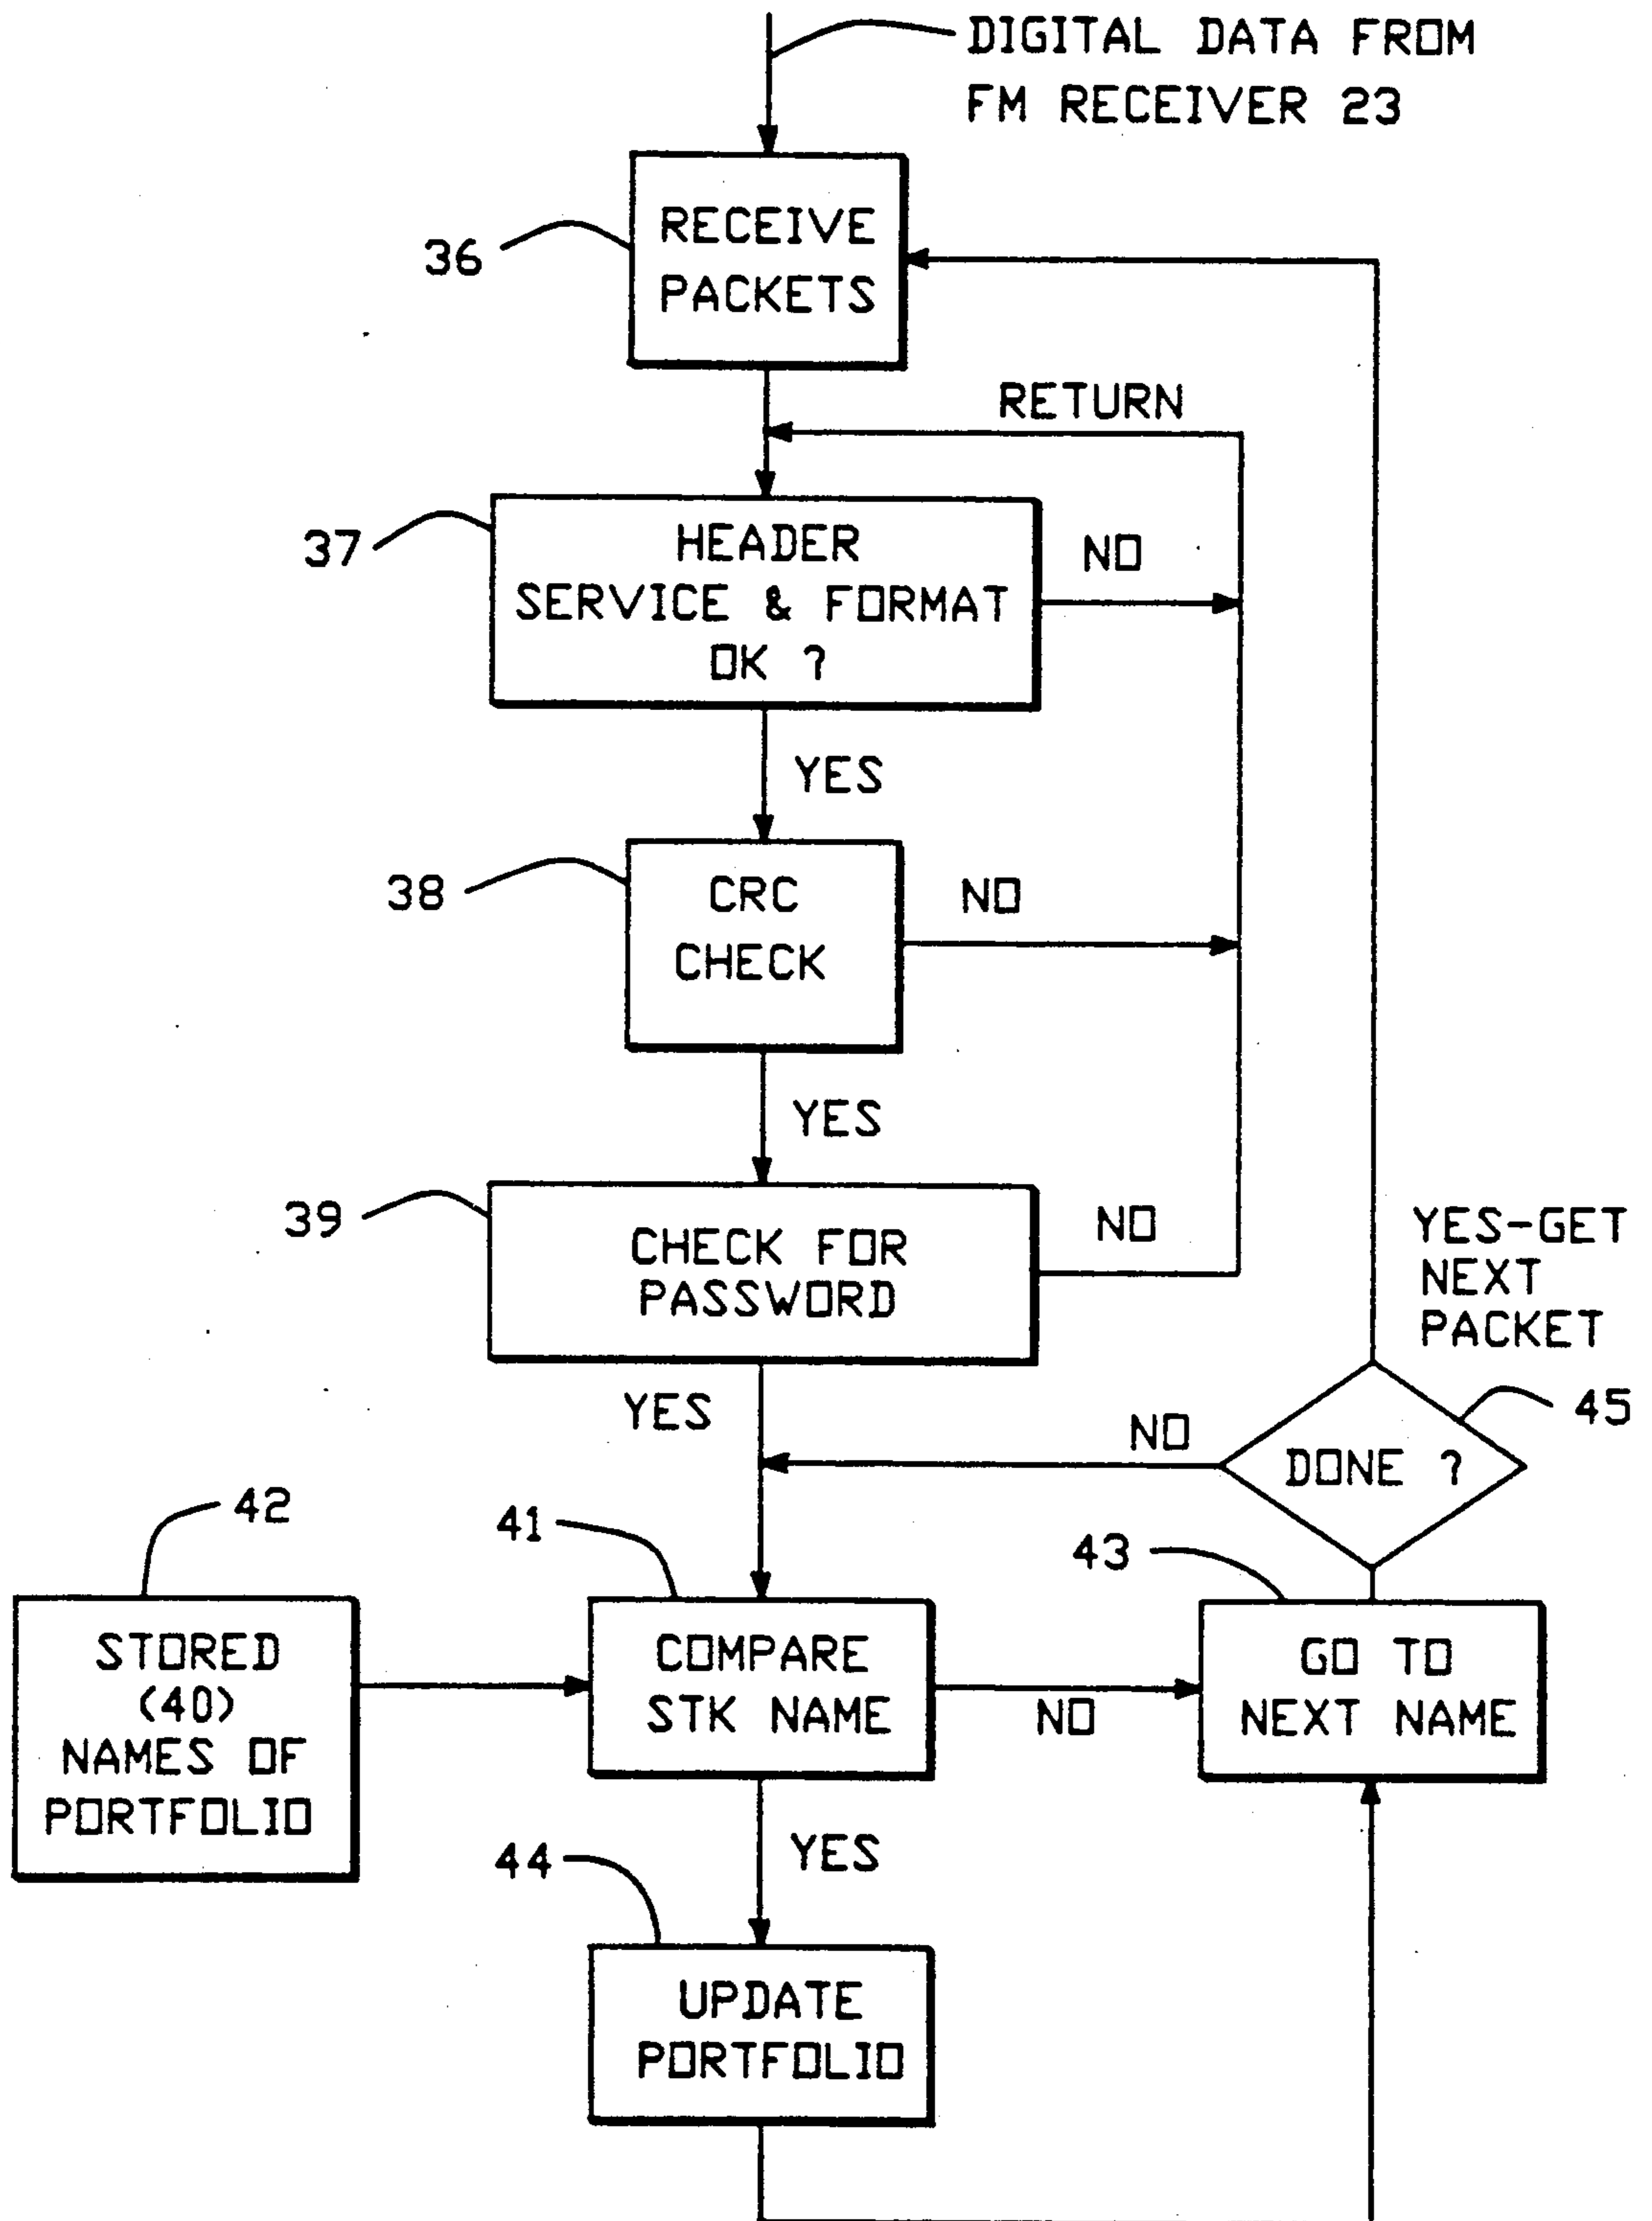 DIGITAL DATA FROM
FM RECEIVER 23
RECEIVE
PACKETS
36
RETURN
37
HEADER
SERVICE & FORMAT
OK ?
NO
YES
38
CRC
CHECK
NO
YES
39
CHECK FOR
PASSWORD
NO
YES-GET
NEXT
PACKET
YES
NO
45
DONE ?
42
41
43
STORED
(40)
NAMES OF
PORTFOLIO
COMPARE
STK NAME
NO
GO TO
NEXT NAME
YES
44
UPDATE
PORTFOLIO